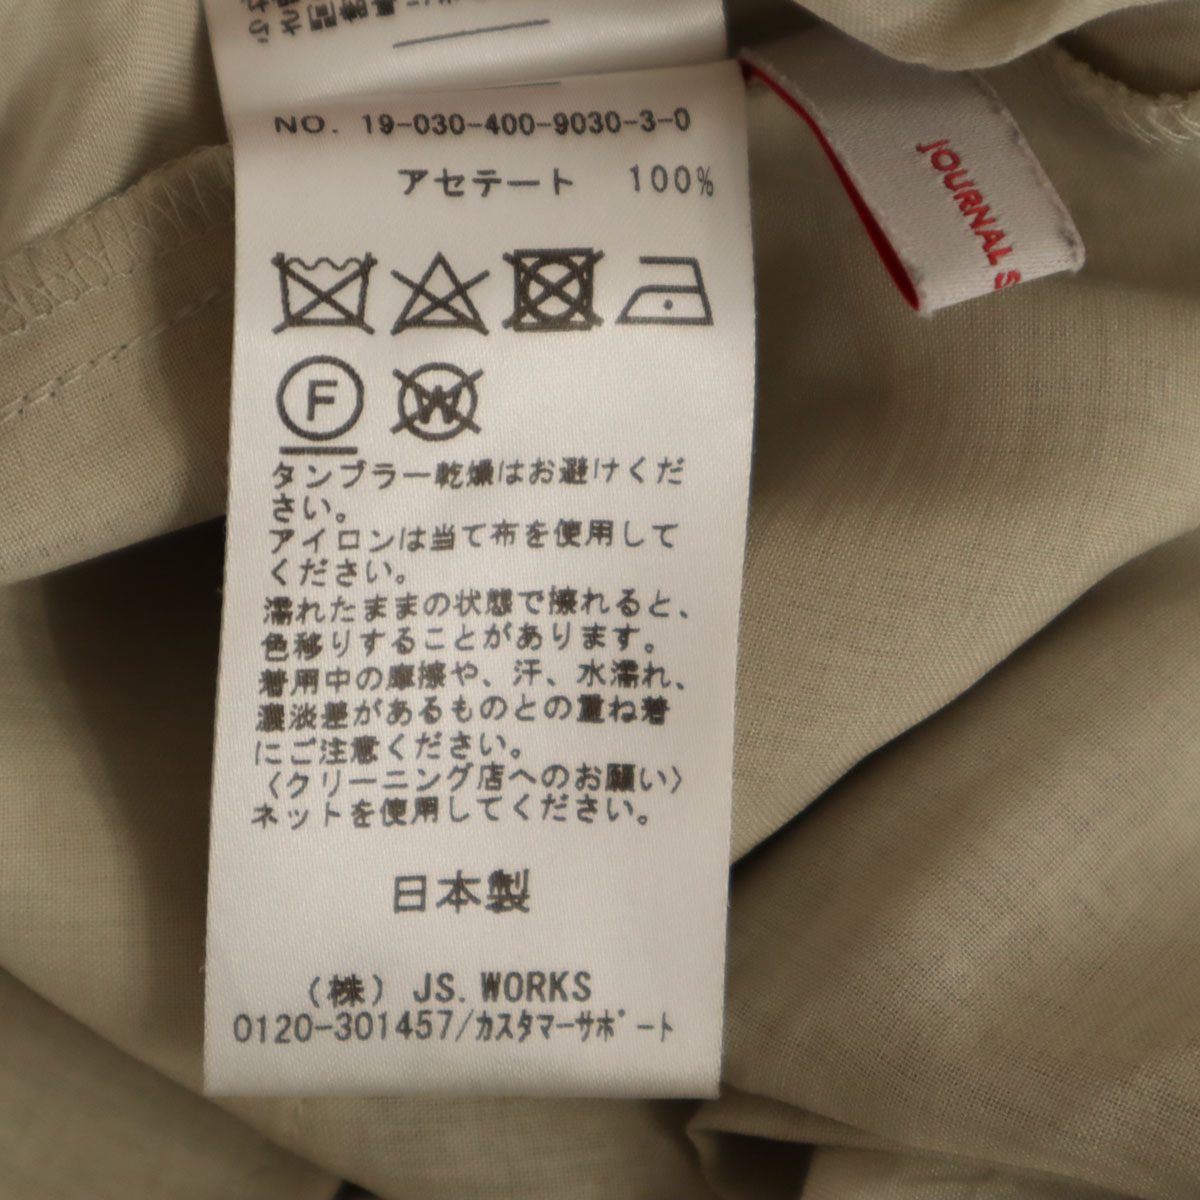 NO. 19-030-400-9030-3-0
アセテート 100%
F
W
タンブラー乾燥はお避けくだ
さい。
アイロンは当て布を使用して
ください。
濡れたままの状態で擦れると、
色移りすることがあります。
着用中の摩擦や、汗、水濡れ、
濃淡差があるものとの重ね着
にご注意ください。
〈クリーニング店へのお願い〉
ネットを使用してください。
日本製
(株) JS.WORKS
0120-301457/ｶｽﾀﾏｰｻﾎﾟｰﾄ
JOURNAL S